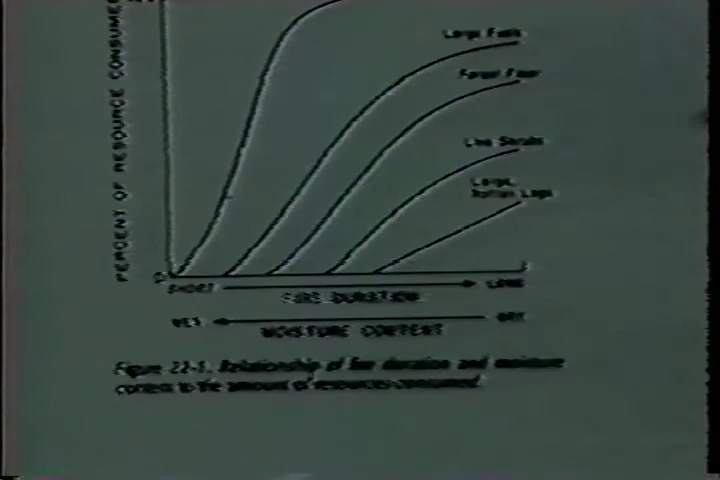 Large Fuels
Forest Floor
Live Shrubs
Large,
Rotten Logs
PERCENT OF RESOURCE CONSUMED
0
SHORT LONG
FIRE DURATION
WET DRY
MOISTURE CONTENT
Figure 22-1. Relationship of fire duration and moisture
content to the amount of resources consumed.